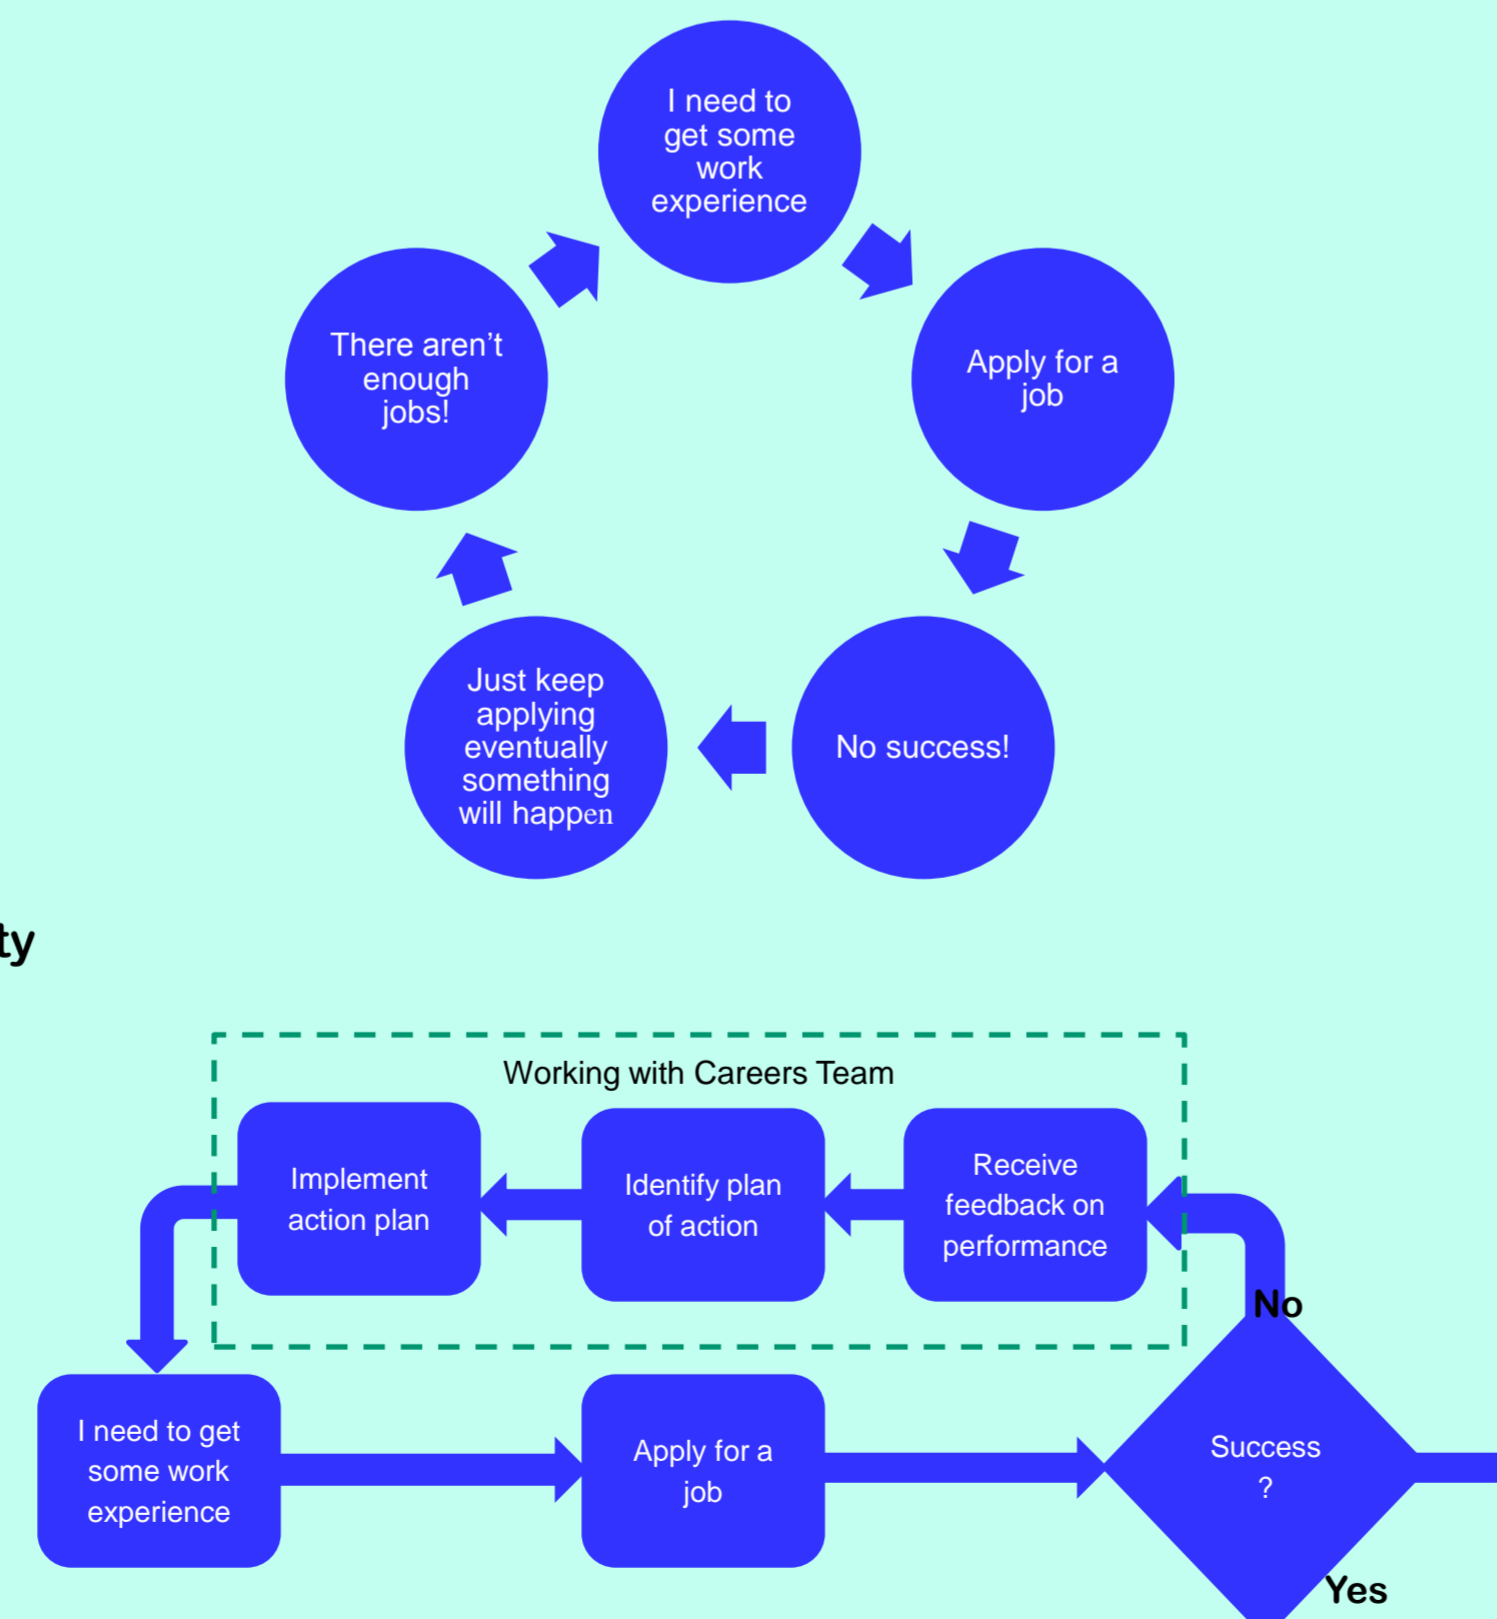 I need to
get some
work
experience
Apply for a
job
No success!
Just keep
applying
eventually
something
will happen
There aren’t
enough
jobs!
ty
Working with Careers Team
Implement
action plan
Identify plan
of action
Receive
feedback on
performance
No
I need to get
some work
experience
Apply for a
job
Success
?
Yes